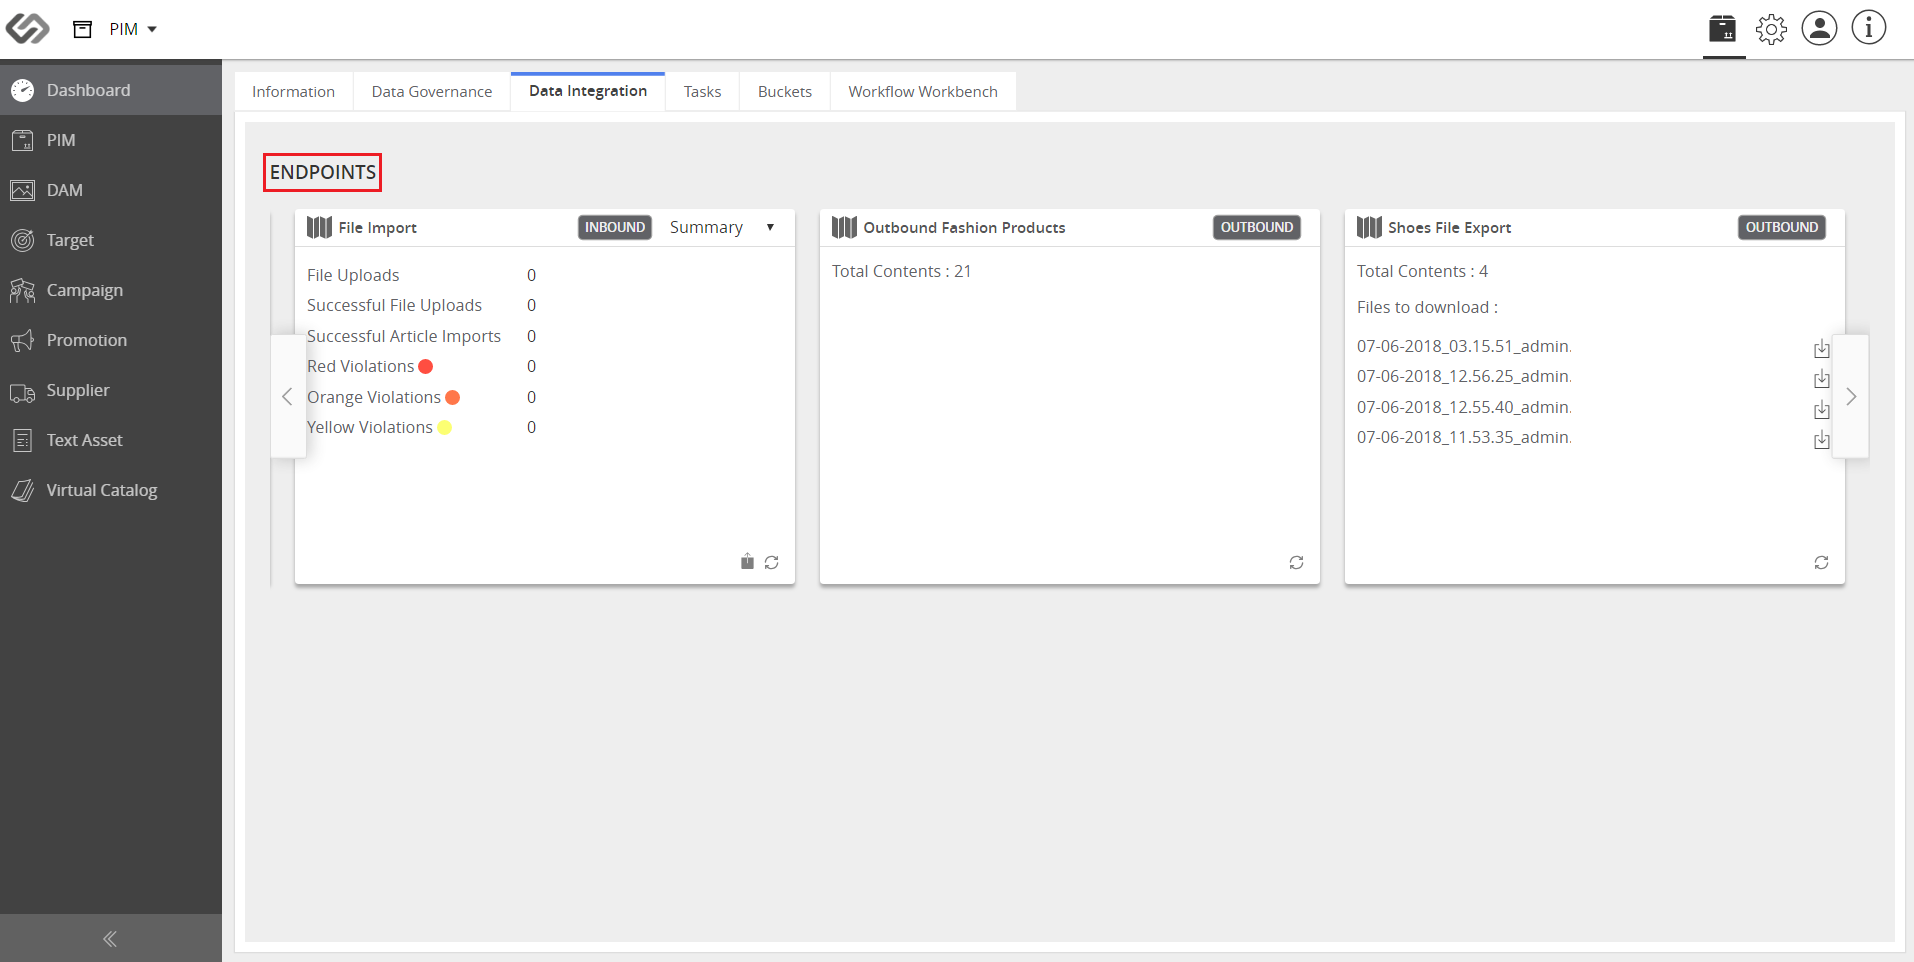 PIM
Dashboard
PIM
DAM
Target
Campaign
Promotion
Supplier
Text Asset
Virtual Catalog
Information
Data Governance
Data Integration
Tasks
Buckets
Workflow Workbench
ENDPOINTS
File Import
INBOUND
Summary
File Uploads 0
Successful File Uploads 0
Successful Article Imports 0
Red Violations 0
Orange Violations 0
Yellow Violations 0
Outbound Fashion Products
OUTBOUND
Total Contents : 21
Shoes File Export
OUTBOUND
Total Contents : 4
Files to download :
07-06-2018_03.15.51_admin.
07-06-2018_12.56.25_admin.
07-06-2018_12.55.40_admin.
07-06-2018_11.53.35_admin.